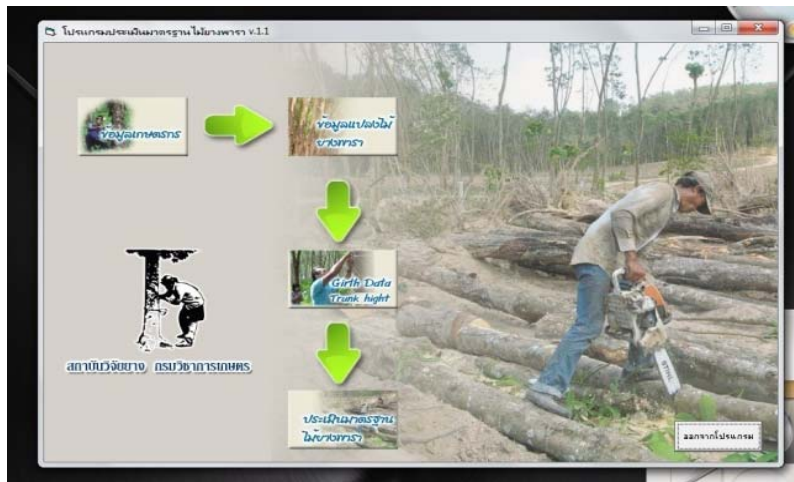 โปรแกรมประเมินมาตรฐานไม้ยางพารา v.1.1
ข้อมูลเกษตรกร
ข้อมูลแปลงไม้
ยางพารา
Girth Data
Trunk hight
สถาบันวิจัยยาง กรมวิชาการเกษตร
ประเมินมาตรฐาน
ไม้ยางพารา
ออกจากโปรแกรม
STIHL